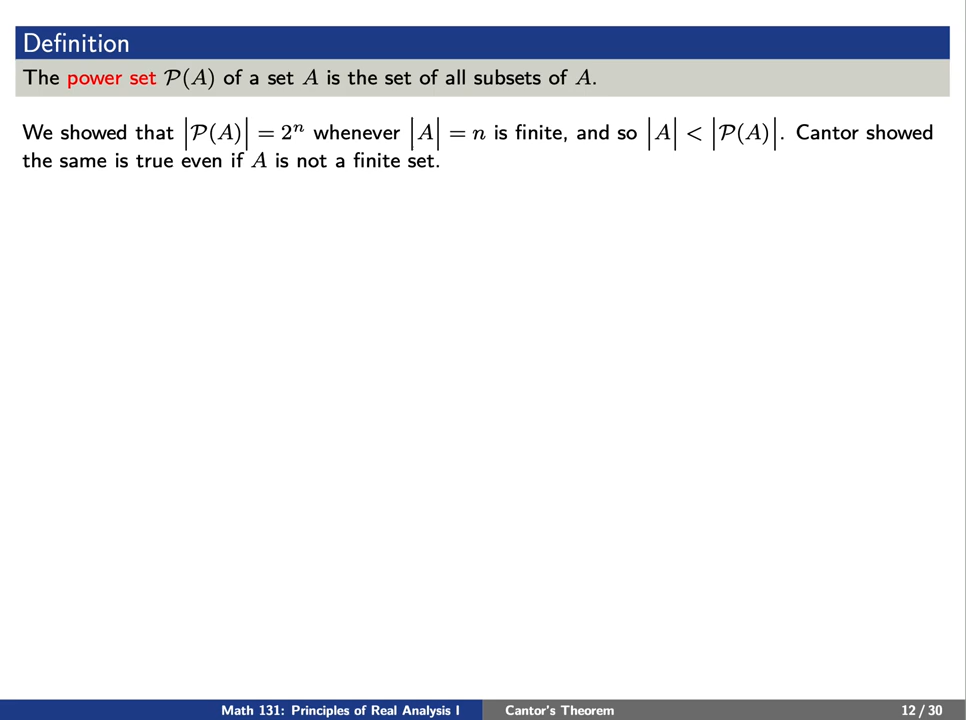 Definition
The power set 𝒫(A) of a set A is the set of all subsets of A.
We showed that |𝒫(A)| = 2ⁿ whenever |A| = n is finite, and so |A| < |𝒫(A)|. Cantor showed
the same is true even if A is not a finite set.
Math 131: Principles of Real Analysis I
Cantor's Theorem
12 / 30